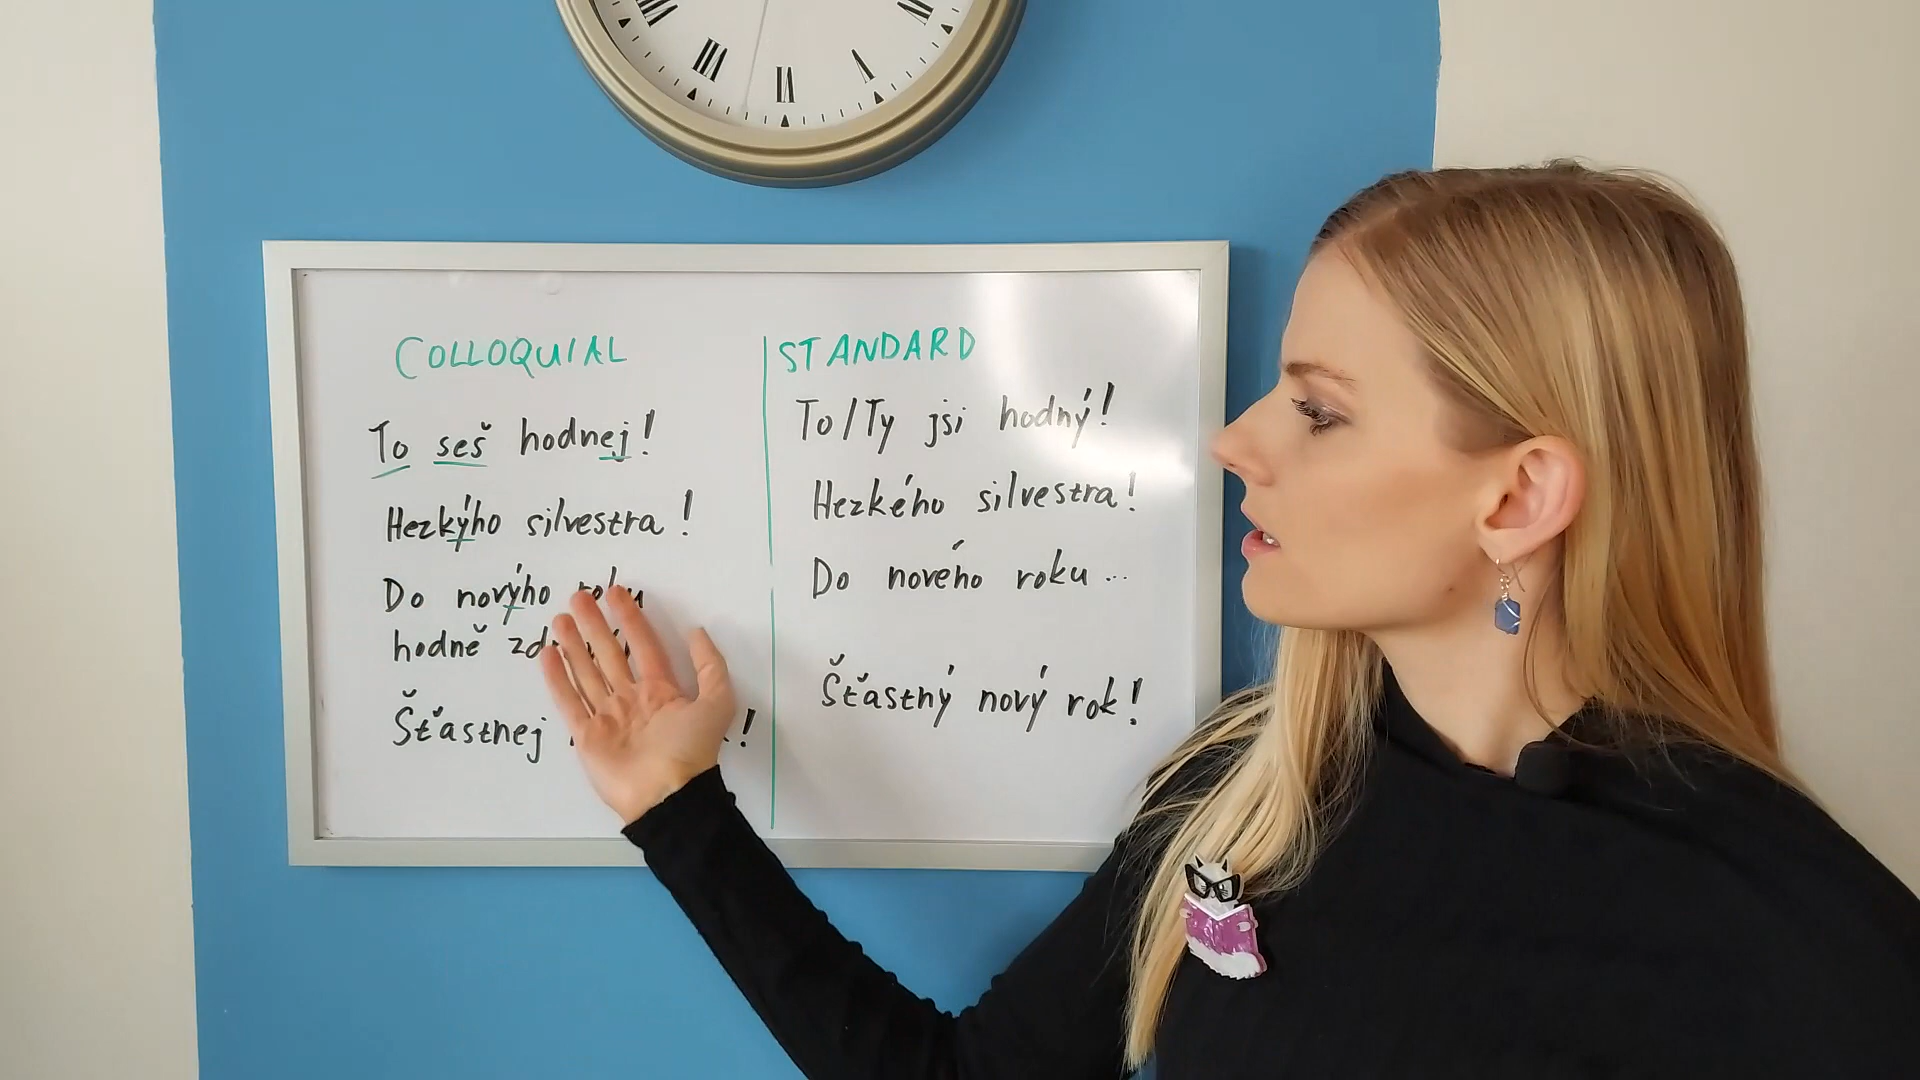 COLLOQUIAL
To seš hodnej!
Hezkýho silvestra!
Do novýho roku
hodně
Šťastnej !
STANDARD
To/Ty jsi hodný!
Hezkého silvestra!
Do nového roku...
Šťastný nový rok!